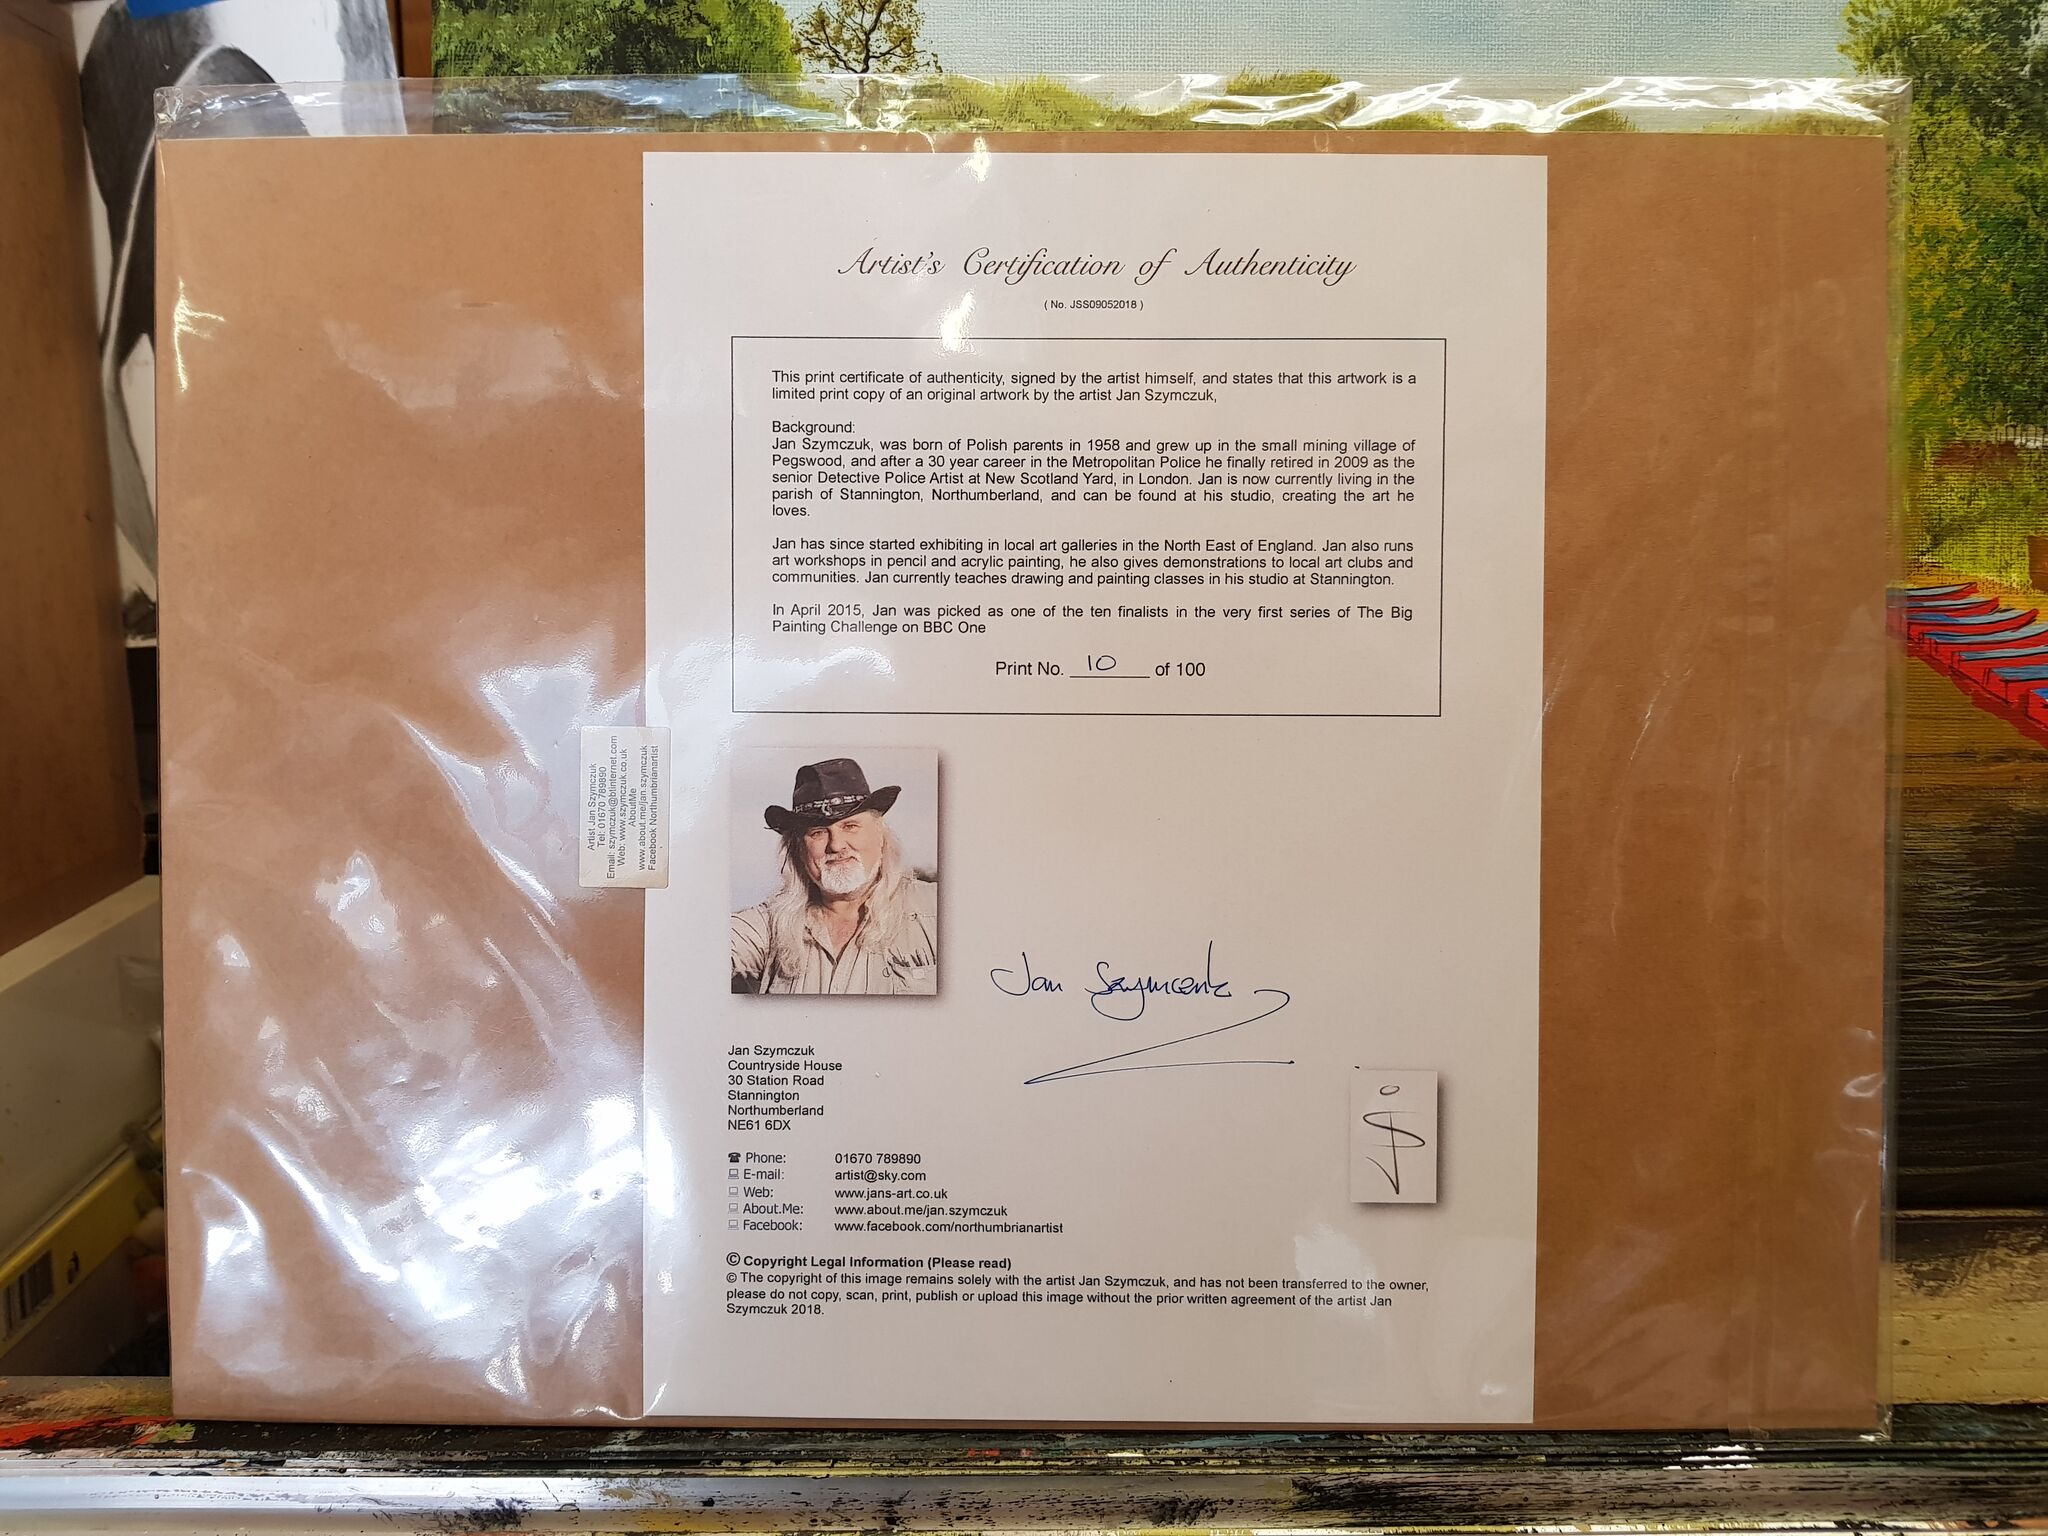 Artist's Certification of Authenticity
( No. JSS09052018 )
This print certificate of authenticity, signed by the artist himself, and states that this artwork is a
limited print copy of an original artwork by the artist Jan Szymczuk,
Background:
Jan Szymczuk, was born of Polish parents in 1958 and grew up in the small mining village of
Pegswood, and after a 30 year career in the Metropolitan Police he finally retired in 2009 as the
senior Detective Police Artist at New Scotland Yard, in London. Jan is now currently living in the
parish of Stannington, Northumberland, and can be found at his studio, creating the art he
loves.
Jan has since started exhibiting in local art galleries in the North East of England. Jan also runs
art workshops in pencil and acrylic painting, he also gives demonstrations to local art clubs and
communities. Jan currently teaches drawing and painting classes in his studio at Stannington.
In April 2015, Jan was picked as one of the ten finalists in the very first series of The Big
Painting Challenge on BBC One
Print No. 10 of 100
Artist Jan Szymczuk
Tel: 01670 789890
Email: szymczuk@btinternet.com
Web: www.szymczuk.co.uk
AboutMe
www.about.me/jan.szymczuk
Facebook Northumbrianartist
Jan Szymczuk
Jan Szymczuk
Countryside House
30 Station Road
Stannington
Northumberland
NE61 6DX
Phone: 01670 789890
E-mail: artist@sky.com
Web: www.jans-art.co.uk
About.Me: www.about.me/jan.szymczuk
Facebook: www.facebook.com/northumbrianartist
© Copyright Legal Information (Please read)
© The copyright of this image remains solely with the artist Jan Szymczuk, and has not been transferred to the owner,
please do not copy, scan, print, publish or upload this image without the prior written agreement of the artist Jan
Szymczuk 2018.